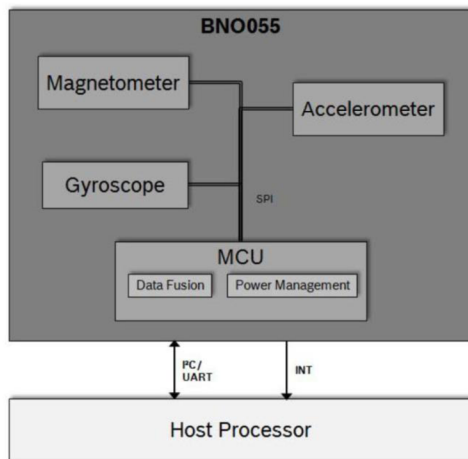 BNO055
Magnetometer
Accelerometer
Gyroscope
SPI
MCU
Data Fusion
Power Management
I²C/
UART
INT
Host Processor